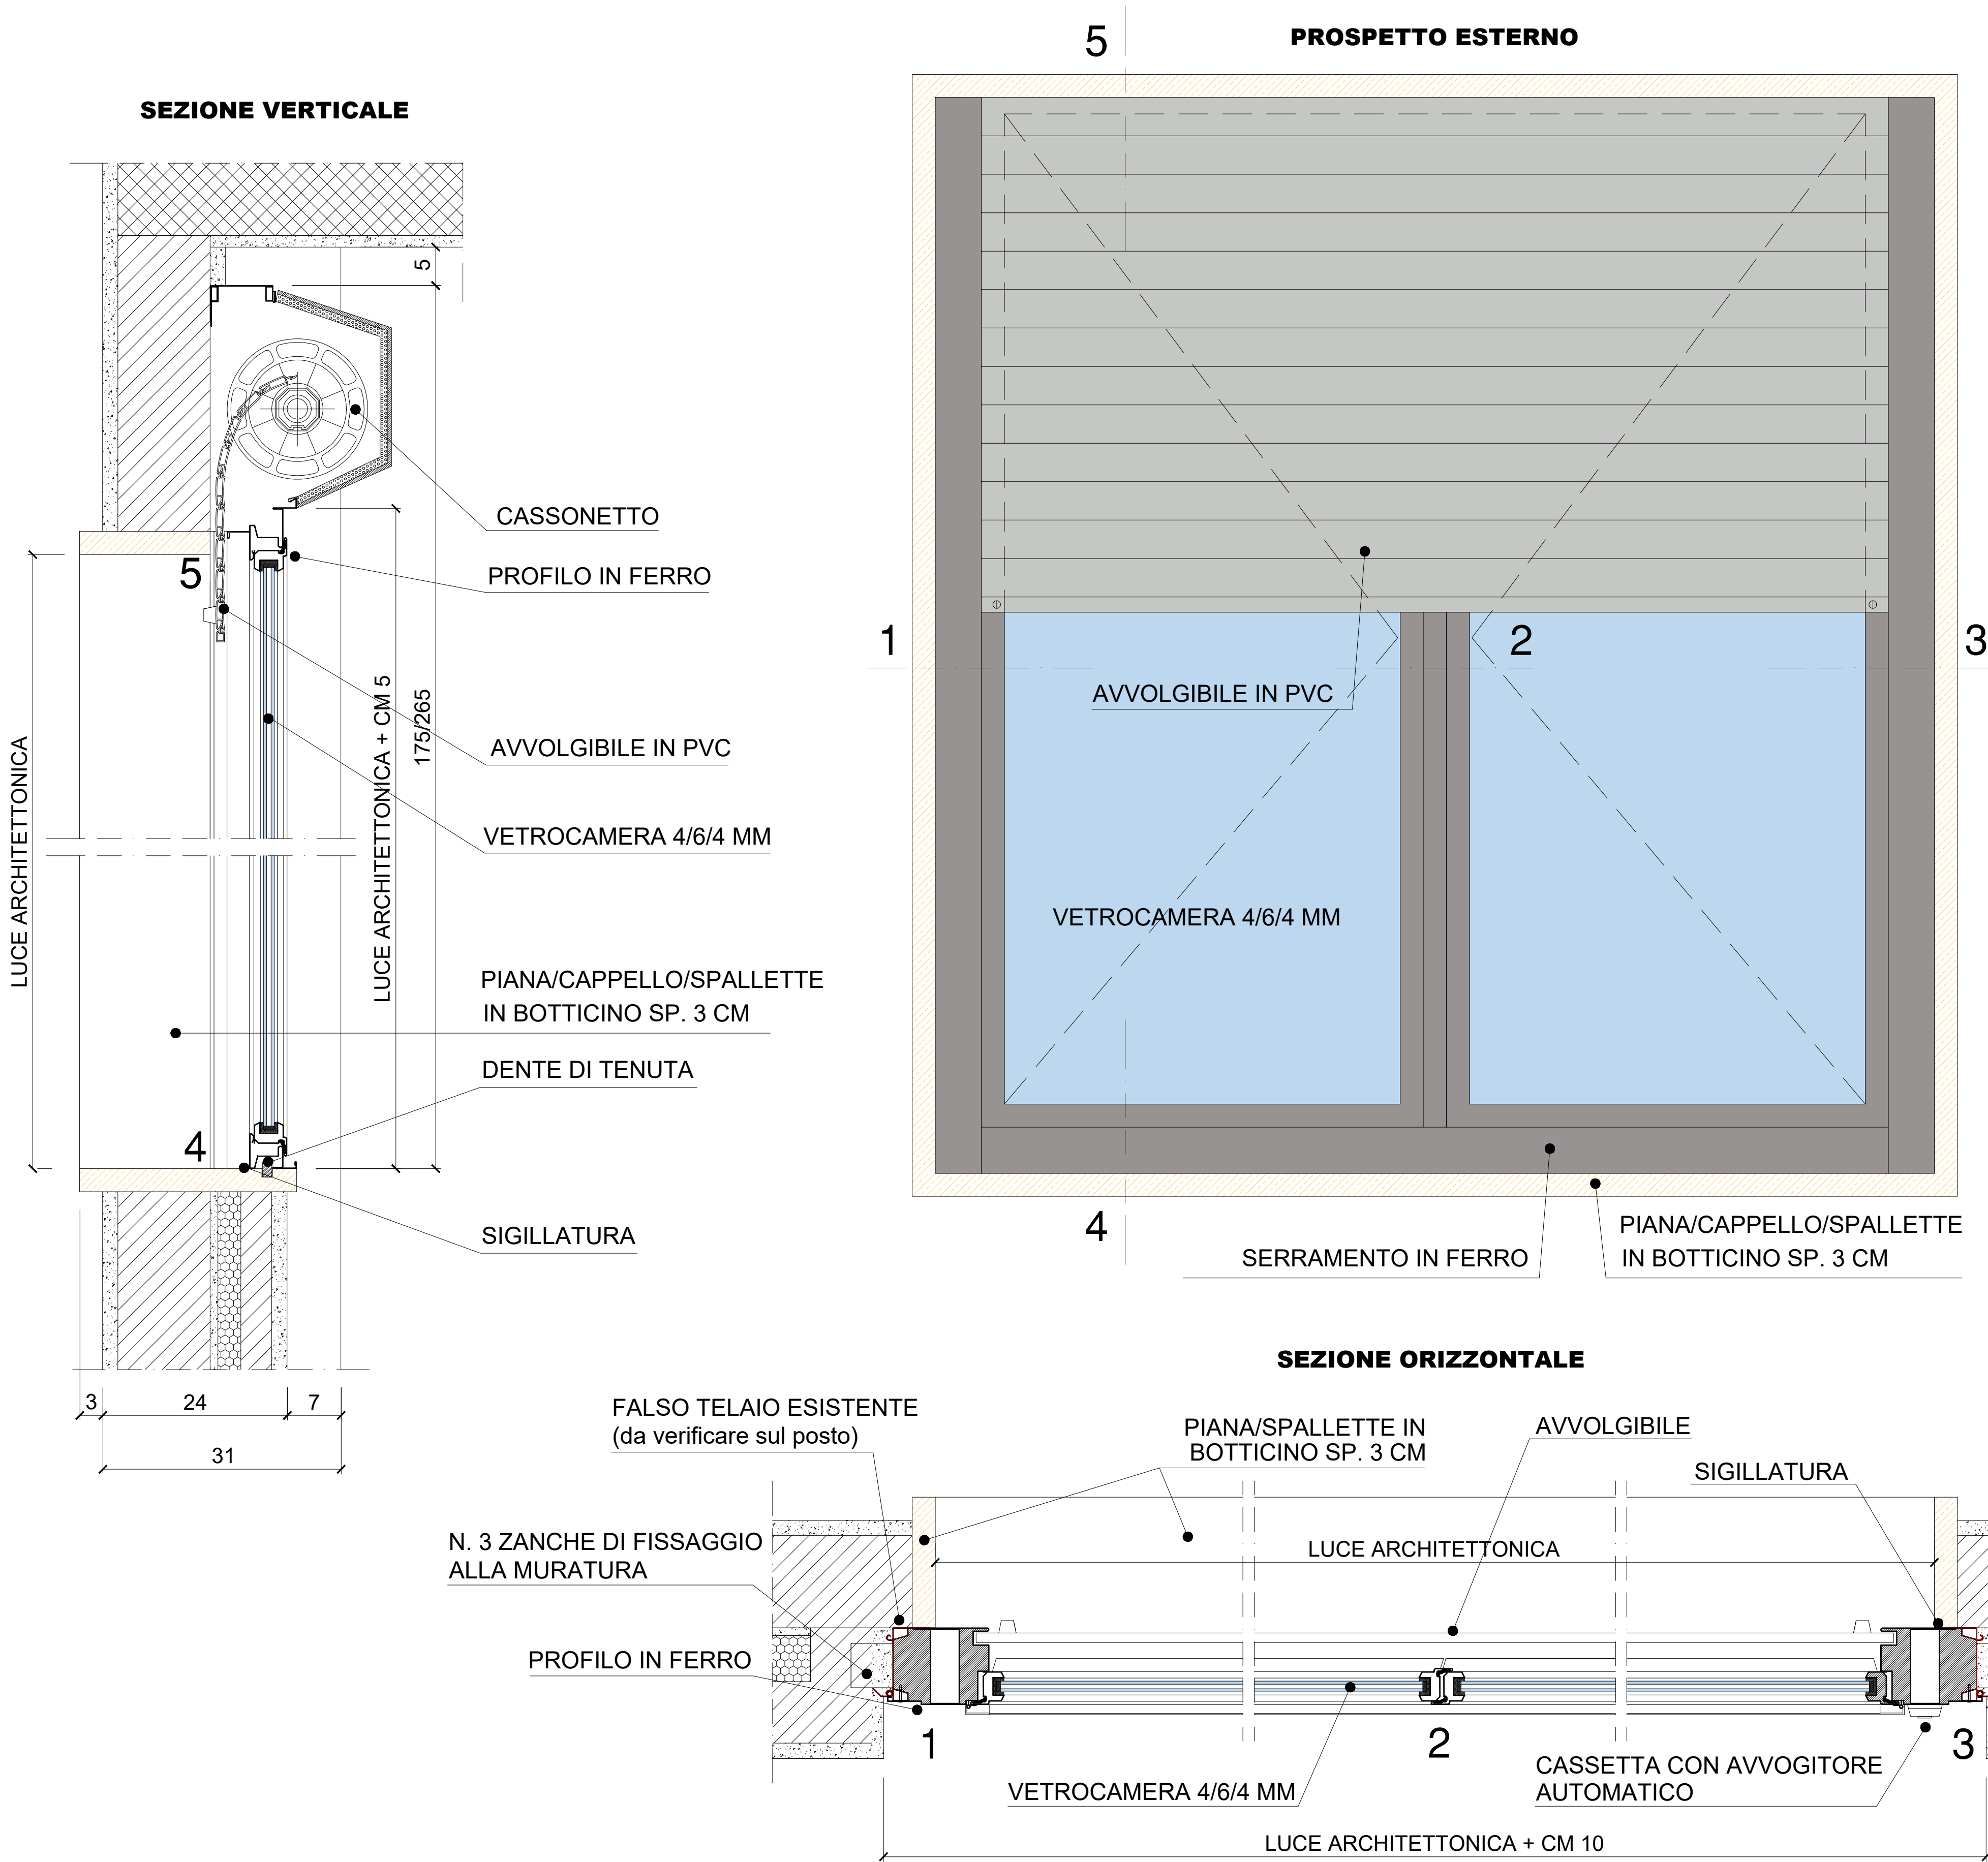 SEZIONE VERTICALE
5
CASSONETTO
PROFILO IN FERRO
5
LUCE ARCHITETTONICA
LUCE ARCHITETTONICA + CM 5
175/265
AVVOLGIBILE IN PVC
VETROCAMERA 4/6/4 MM
PIANA/CAPPELLO/SPALLETTE
IN BOTTICINO SP. 3 CM
DENTE DI TENUTA
4
SIGILLATURA
3
24
7
31
PROSPETTO ESTERNO
5
1
2
3
AVVOLGIBILE IN PVC
VETROCAMERA 4/6/4 MM
4
SERRAMENTO IN FERRO
PIANA/CAPPELLO/SPALLETTE
IN BOTTICINO SP. 3 CM
SEZIONE ORIZZONTALE
FALSO TELAIO ESISTENTE
(da verificare sul posto)
PIANA/SPALLETTE IN
BOTTICINO SP. 3 CM
AVVOLGIBILE
SIGILLATURA
N. 3 ZANCHE DI FISSAGGIO
ALLA MURATURA
LUCE ARCHITETTONICA
PROFILO IN FERRO
1
2
3
VETROCAMERA 4/6/4 MM
CASSETTA CON AVVOGITORE
AUTOMATICO
LUCE ARCHITETTONICA + CM 10